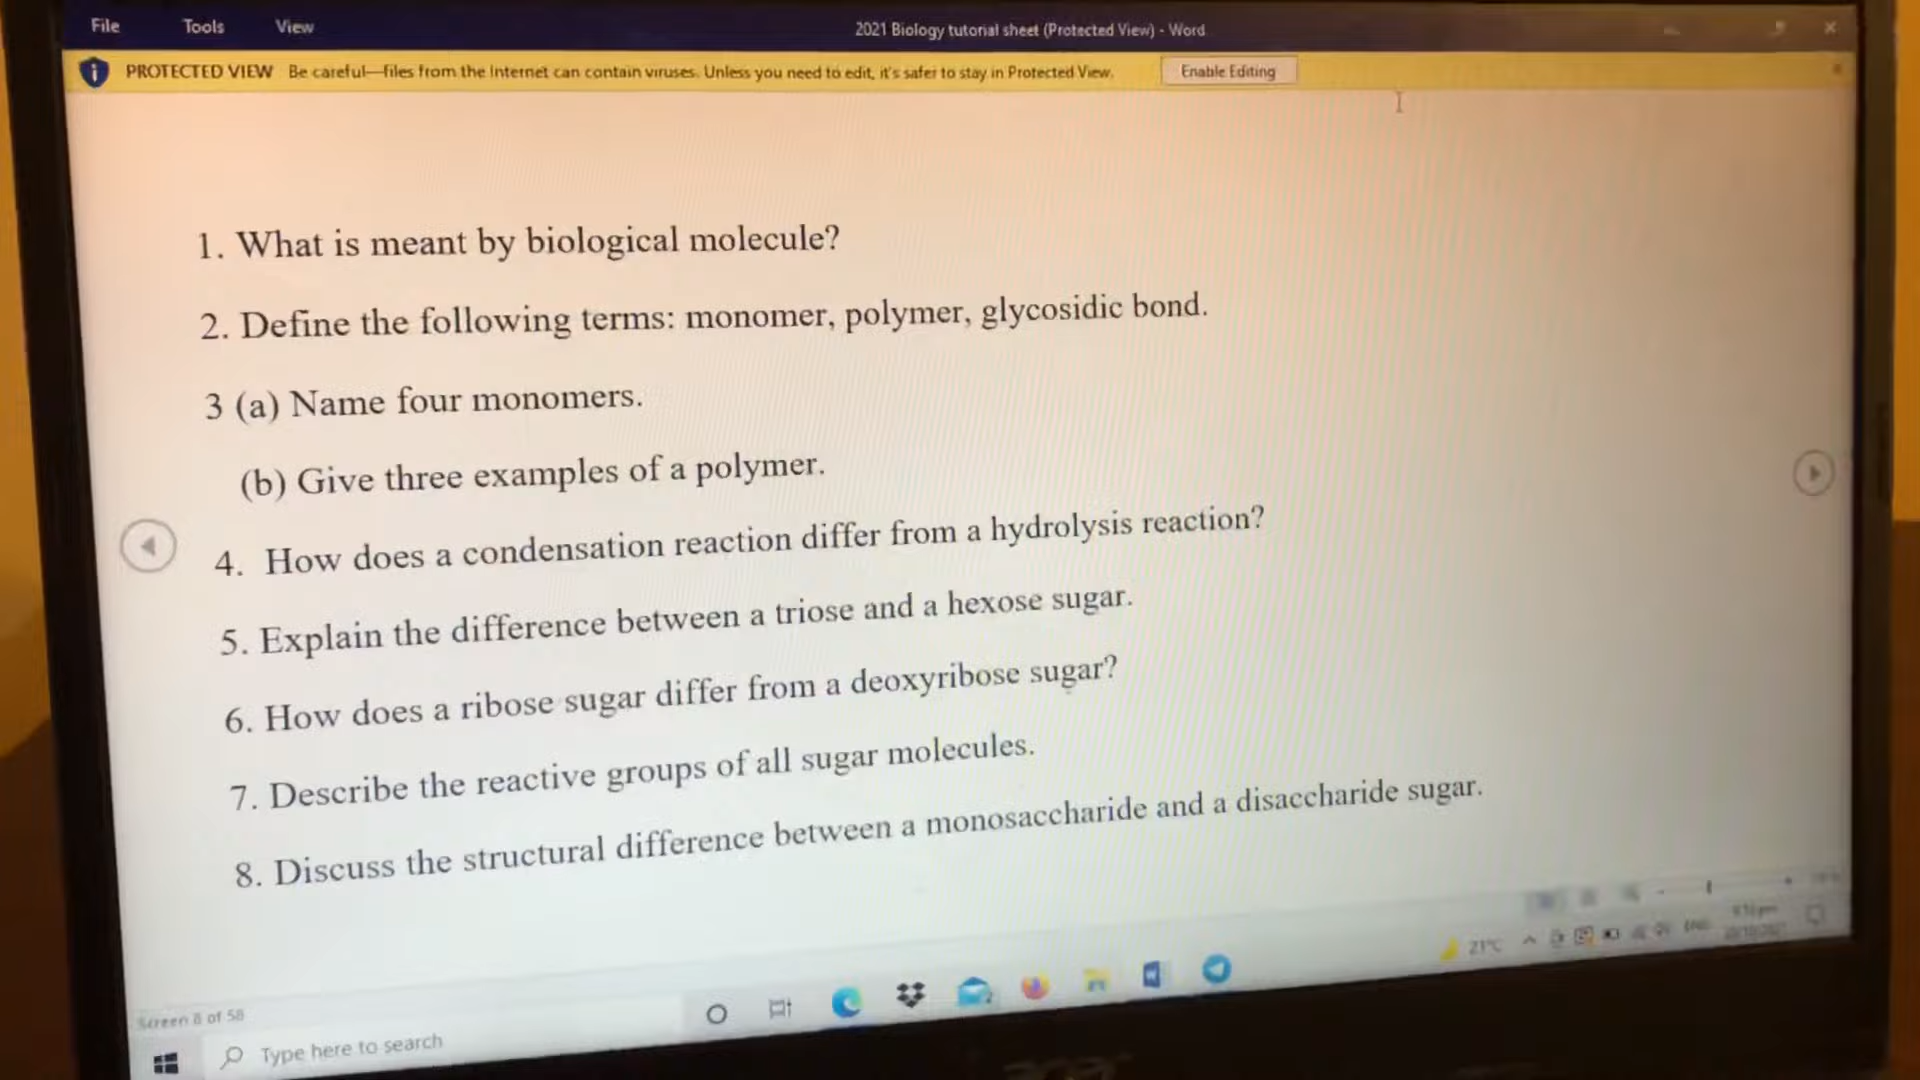 File Tools View 2021 Biology tutorial sheet (Protected View) - Word
PROTECTED VIEW Be careful—files from the Internet can contain viruses. Unless you need to edit, it's safer to stay in Protected View. Enable Editing
1. What is meant by biological molecule?
2. Define the following terms: monomer, polymer, glycosidic bond.
3 (a) Name four monomers.
(b) Give three examples of a polymer.
4. How does a condensation reaction differ from a hydrolysis reaction?
5. Explain the difference between a triose and a hexose sugar.
6. How does a ribose sugar differ from a deoxyribose sugar?
7. Describe the reactive groups of all sugar molecules.
8. Discuss the structural difference between a monosaccharide and a disaccharide sugar.
Screen 8 of 58
Type here to search
21°C ENG
acer